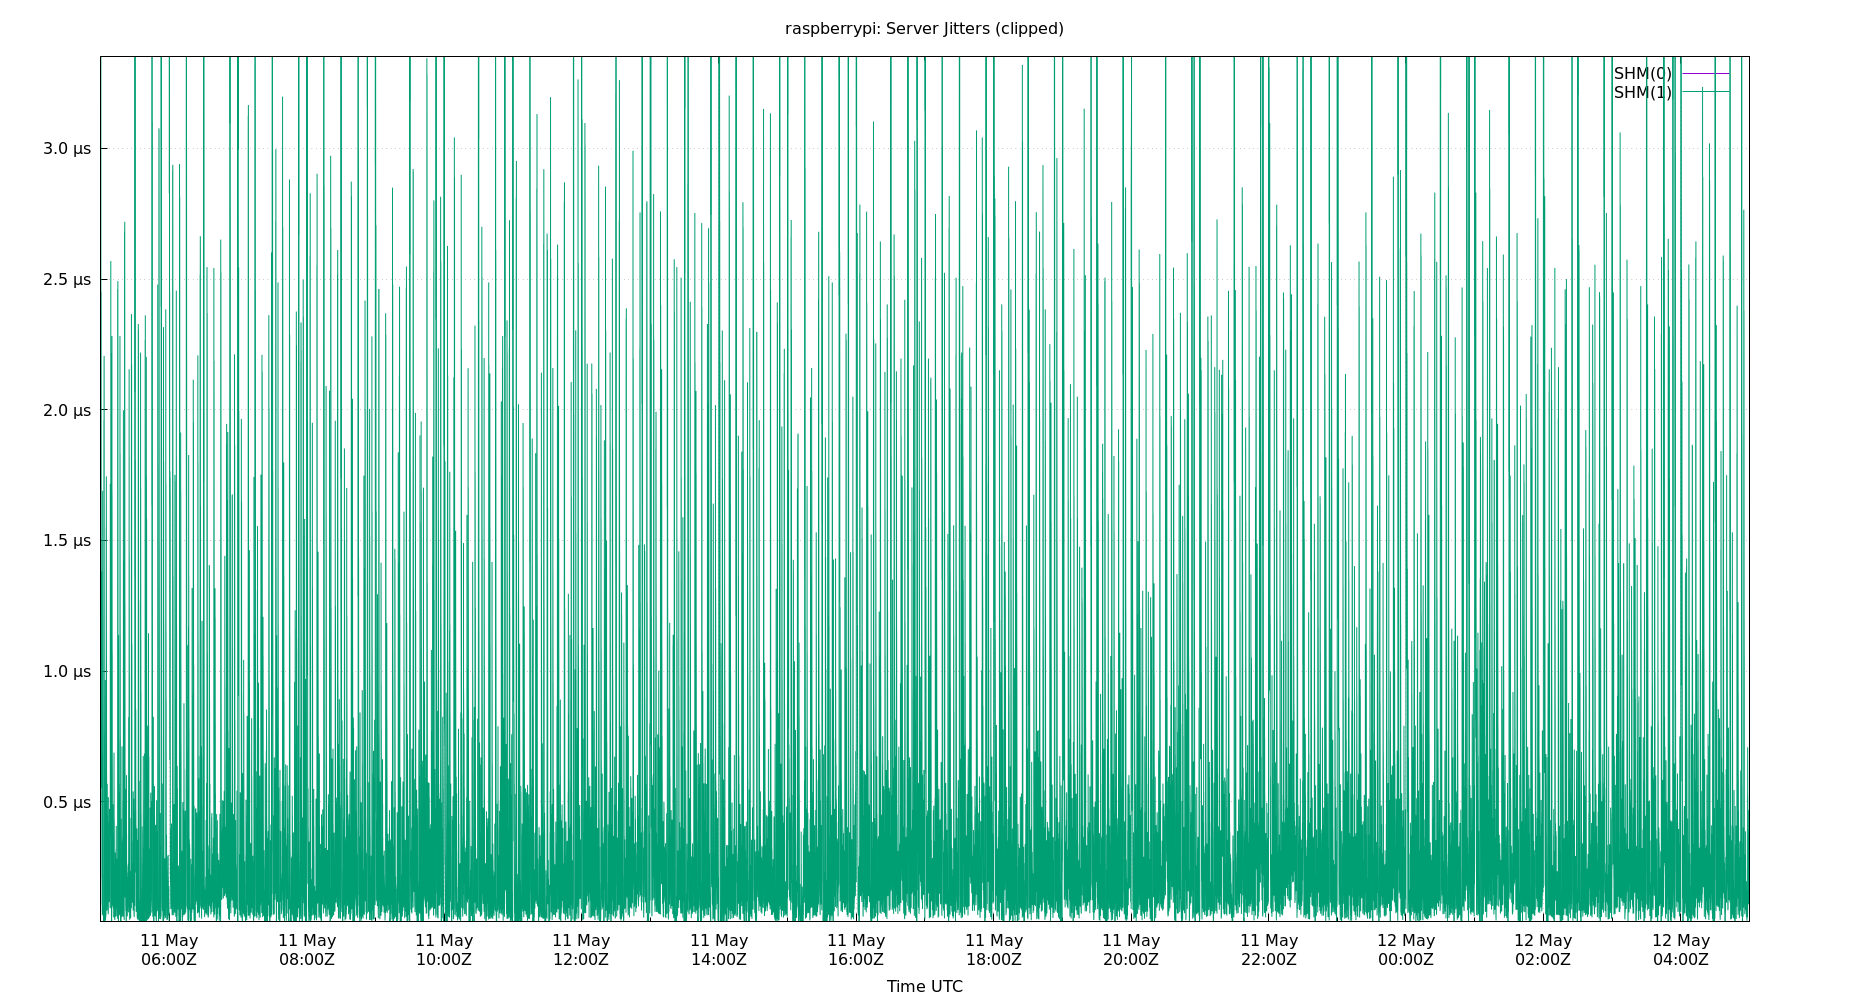 raspberrypi: Server Jitters (clipped)
SHM(0)
SHM(1)
3.0 µs
2.5 µs
2.0 µs
1.5 µs
1.0 µs
0.5 µs
11 May 11 May 11 May 11 May 11 May 11 May 11 May 11 May 11 May 12 May 12 May 12 May
06:00Z 08:00Z 10:00Z 12:00Z 14:00Z 16:00Z 18:00Z 20:00Z 22:00Z 00:00Z 02:00Z 04:00Z
Time UTC